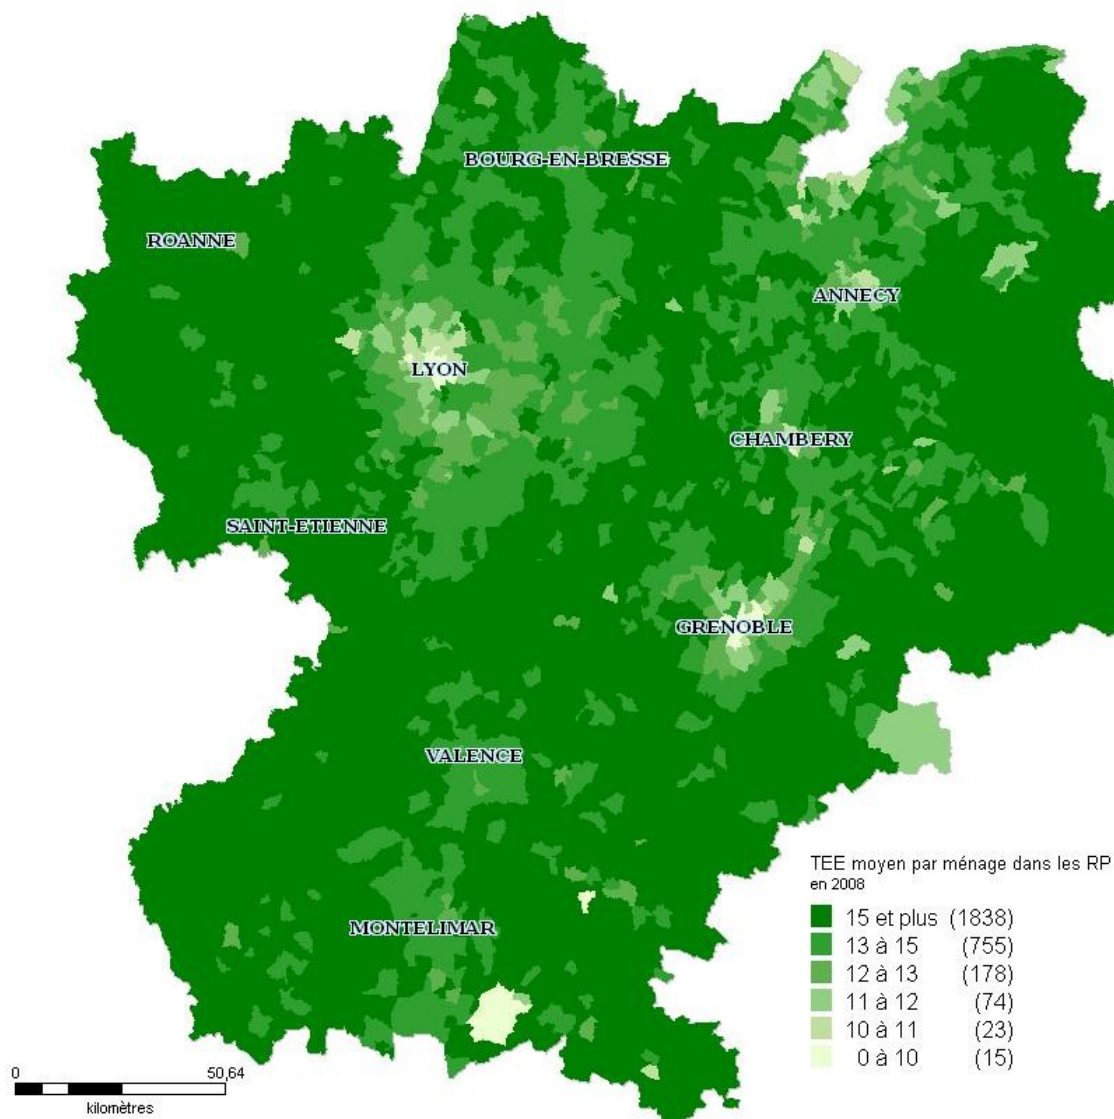 BOURG-EN-BRESSE
ROANNE
ANNECY
LYON
CHAMBERY
SAINT-ETIENNE
GRENOBLE
VALENCE
MONTELIMAR
TEE moyen par ménage dans les RP
en 2008
15 et plus (1838)
13 à 15 (755)
12 à 13 (178)
11 à 12 (74)
10 à 11 (23)
0 à 10 (15)
0 50,64
kilomètres